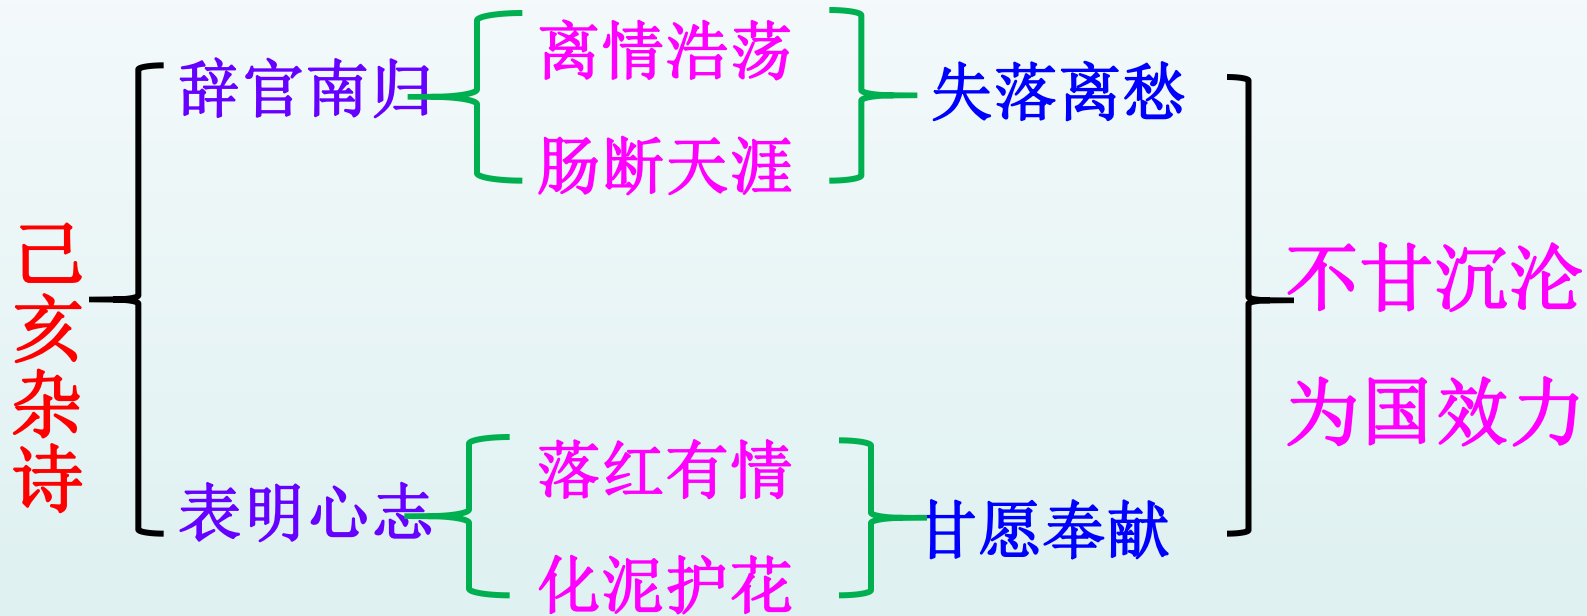 己亥杂诗
辞官南归
离情浩荡
肠断天涯
失落离愁
表明心志
落红有情
化泥护花
甘愿奉献
不甘沉沦
为国效力